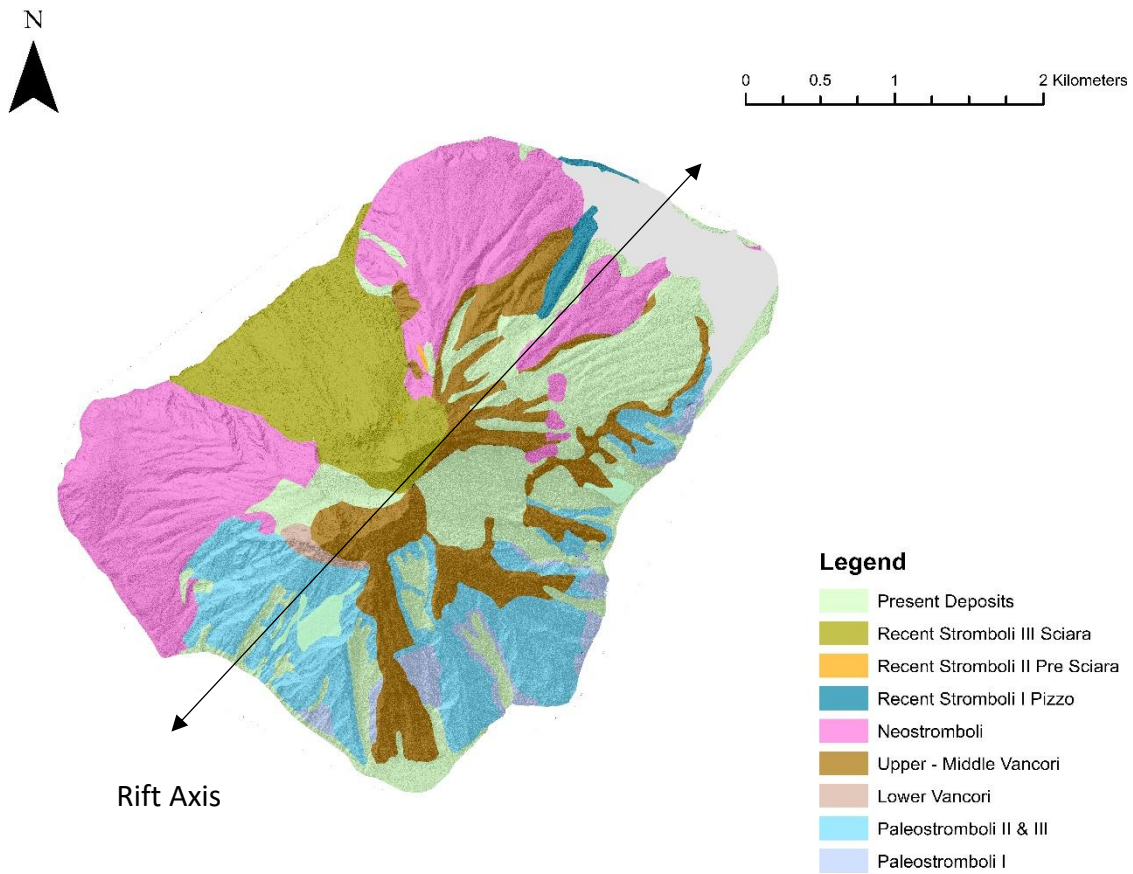 N
0 0.5 1 2 Kilometers
Rift Axis
Legend
Present Deposits
Recent Stromboli III Sciara
Recent Stromboli II Pre Sciara
Recent Stromboli I Pizzo
Neostromboli
Upper - Middle Vancori
Lower Vancori
Paleostromboli II & III
Paleostromboli I